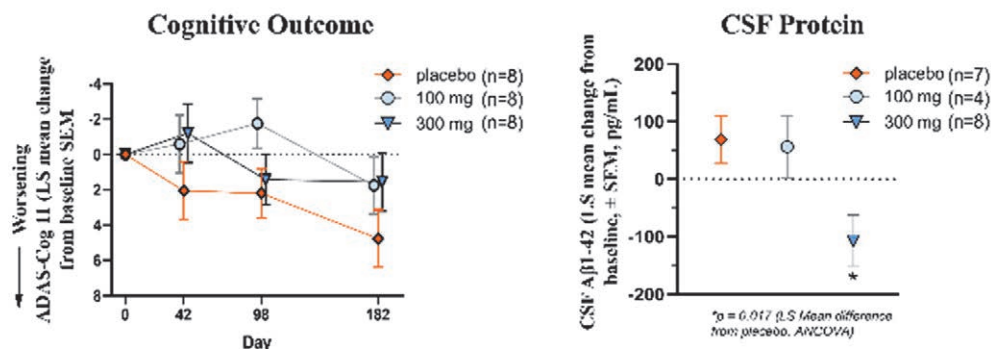 Cognitive Outcome
Worsening
ADAS-Cog 11 (LS mean change
from baseline SEM
-4
-2
0
2
4
6
8
0
42
98
182
Day
placebo (n=8)
100 mg (n=8)
300 mg (n=8)
CSF Protein
CSF Aβ1-42 (LS mean change from
baseline, ± SEM, pg/mL)
200
100
0
-100
-200
placebo (n=7)
100 mg (n=4)
300 mg (n=8)
*
*p = 0.017 (LS Mean difference
from placebo, ANCOVA)